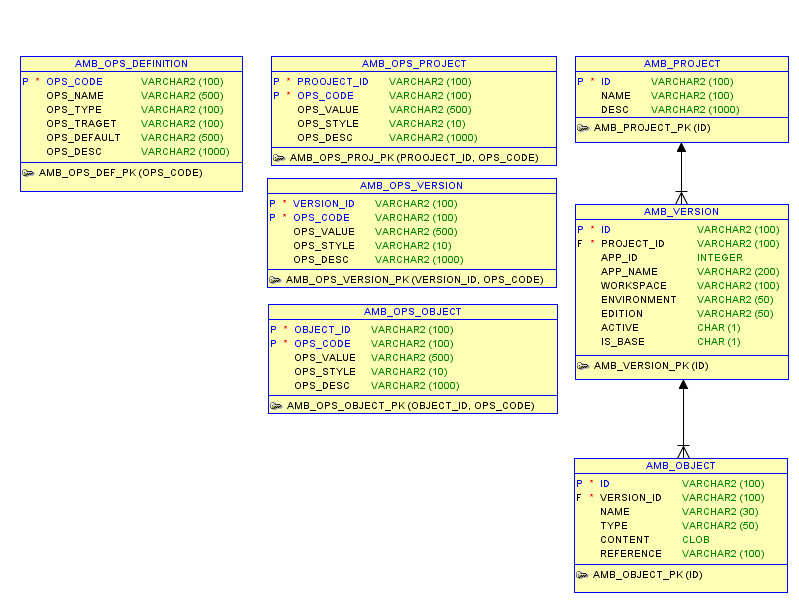 AMB_OPS_DEFINITION
P * OPS_CODE VARCHAR2 (100)
OPS_NAME VARCHAR2 (500)
OPS_TYPE VARCHAR2 (100)
OPS_TRAGET VARCHAR2 (100)
OPS_DEFAULT VARCHAR2 (500)
OPS_DESC VARCHAR2 (1000)
AMB_OPS_DEF_PK (OPS_CODE)
AMB_OPS_PROJECT
P * PROOJECT_ID VARCHAR2 (100)
P * OPS_CODE VARCHAR2 (100)
OPS_VALUE VARCHAR2 (500)
OPS_STYLE VARCHAR2 (10)
OPS_DESC VARCHAR2 (1000)
AMB_OPS_PROJ_PK (PROOJECT_ID, OPS_CODE)
AMB_OPS_VERSION
P * VERSION_ID VARCHAR2 (100)
P * OPS_CODE VARCHAR2 (100)
OPS_VALUE VARCHAR2 (500)
OPS_STYLE VARCHAR2 (10)
OPS_DESC VARCHAR2 (1000)
AMB_OPS_VERSION_PK (VERSION_ID, OPS_CODE)
AMB_OPS_OBJECT
P * OBJECT_ID VARCHAR2 (100)
P * OPS_CODE VARCHAR2 (100)
OPS_VALUE VARCHAR2 (500)
OPS_STYLE VARCHAR2 (10)
OPS_DESC VARCHAR2 (1000)
AMB_OPS_OBJECT_PK (OBJECT_ID, OPS_CODE)
AMB_PROJECT
P * ID VARCHAR2 (100)
NAME VARCHAR2 (100)
DESC VARCHAR2 (1000)
AMB_PROJECT_PK (ID)
AMB_VERSION
P * ID VARCHAR2 (100)
F * PROJECT_ID VARCHAR2 (100)
APP_ID INTEGER
APP_NAME VARCHAR2 (200)
WORKSPACE VARCHAR2 (100)
ENVIRONMENT VARCHAR2 (50)
EDITION VARCHAR2 (50)
ACTIVE CHAR (1)
IS_BASE CHAR (1)
AMB_VERSION_PK (ID)
AMB_OBJECT
P * ID VARCHAR2 (100)
F * VERSION_ID VARCHAR2 (100)
NAME VARCHAR2 (30)
TYPE VARCHAR2 (50)
CONTENT CLOB
REFERENCE VARCHAR2 (100)
AMB_OBJECT_PK (ID)